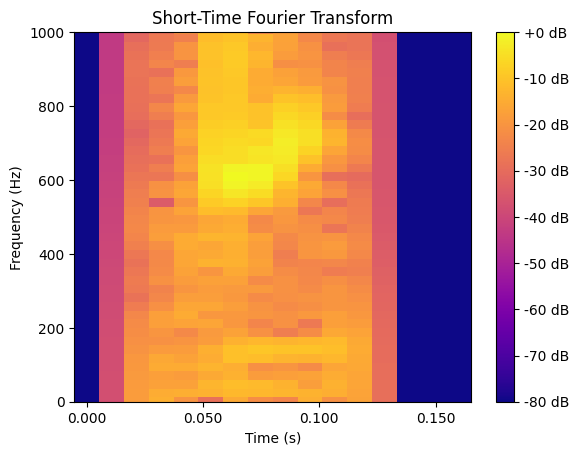 Short-Time Fourier Transform
1000
800
600
400
200
0
Frequency (Hz)
0.000
0.050
0.100
0.150
Time (s)
+0 dB
-10 dB
-20 dB
-30 dB
-40 dB
-50 dB
-60 dB
-70 dB
-80 dB